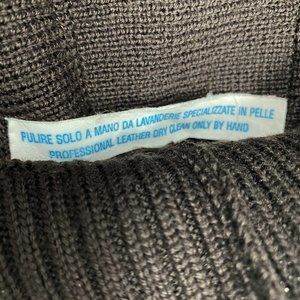 PULIRE SOLO A MANO DA LAVANDERIE SPECIALIZZATE IN PELLE
PROFESSIONAL LEATHER DRY CLEAN ONLY BY HAND